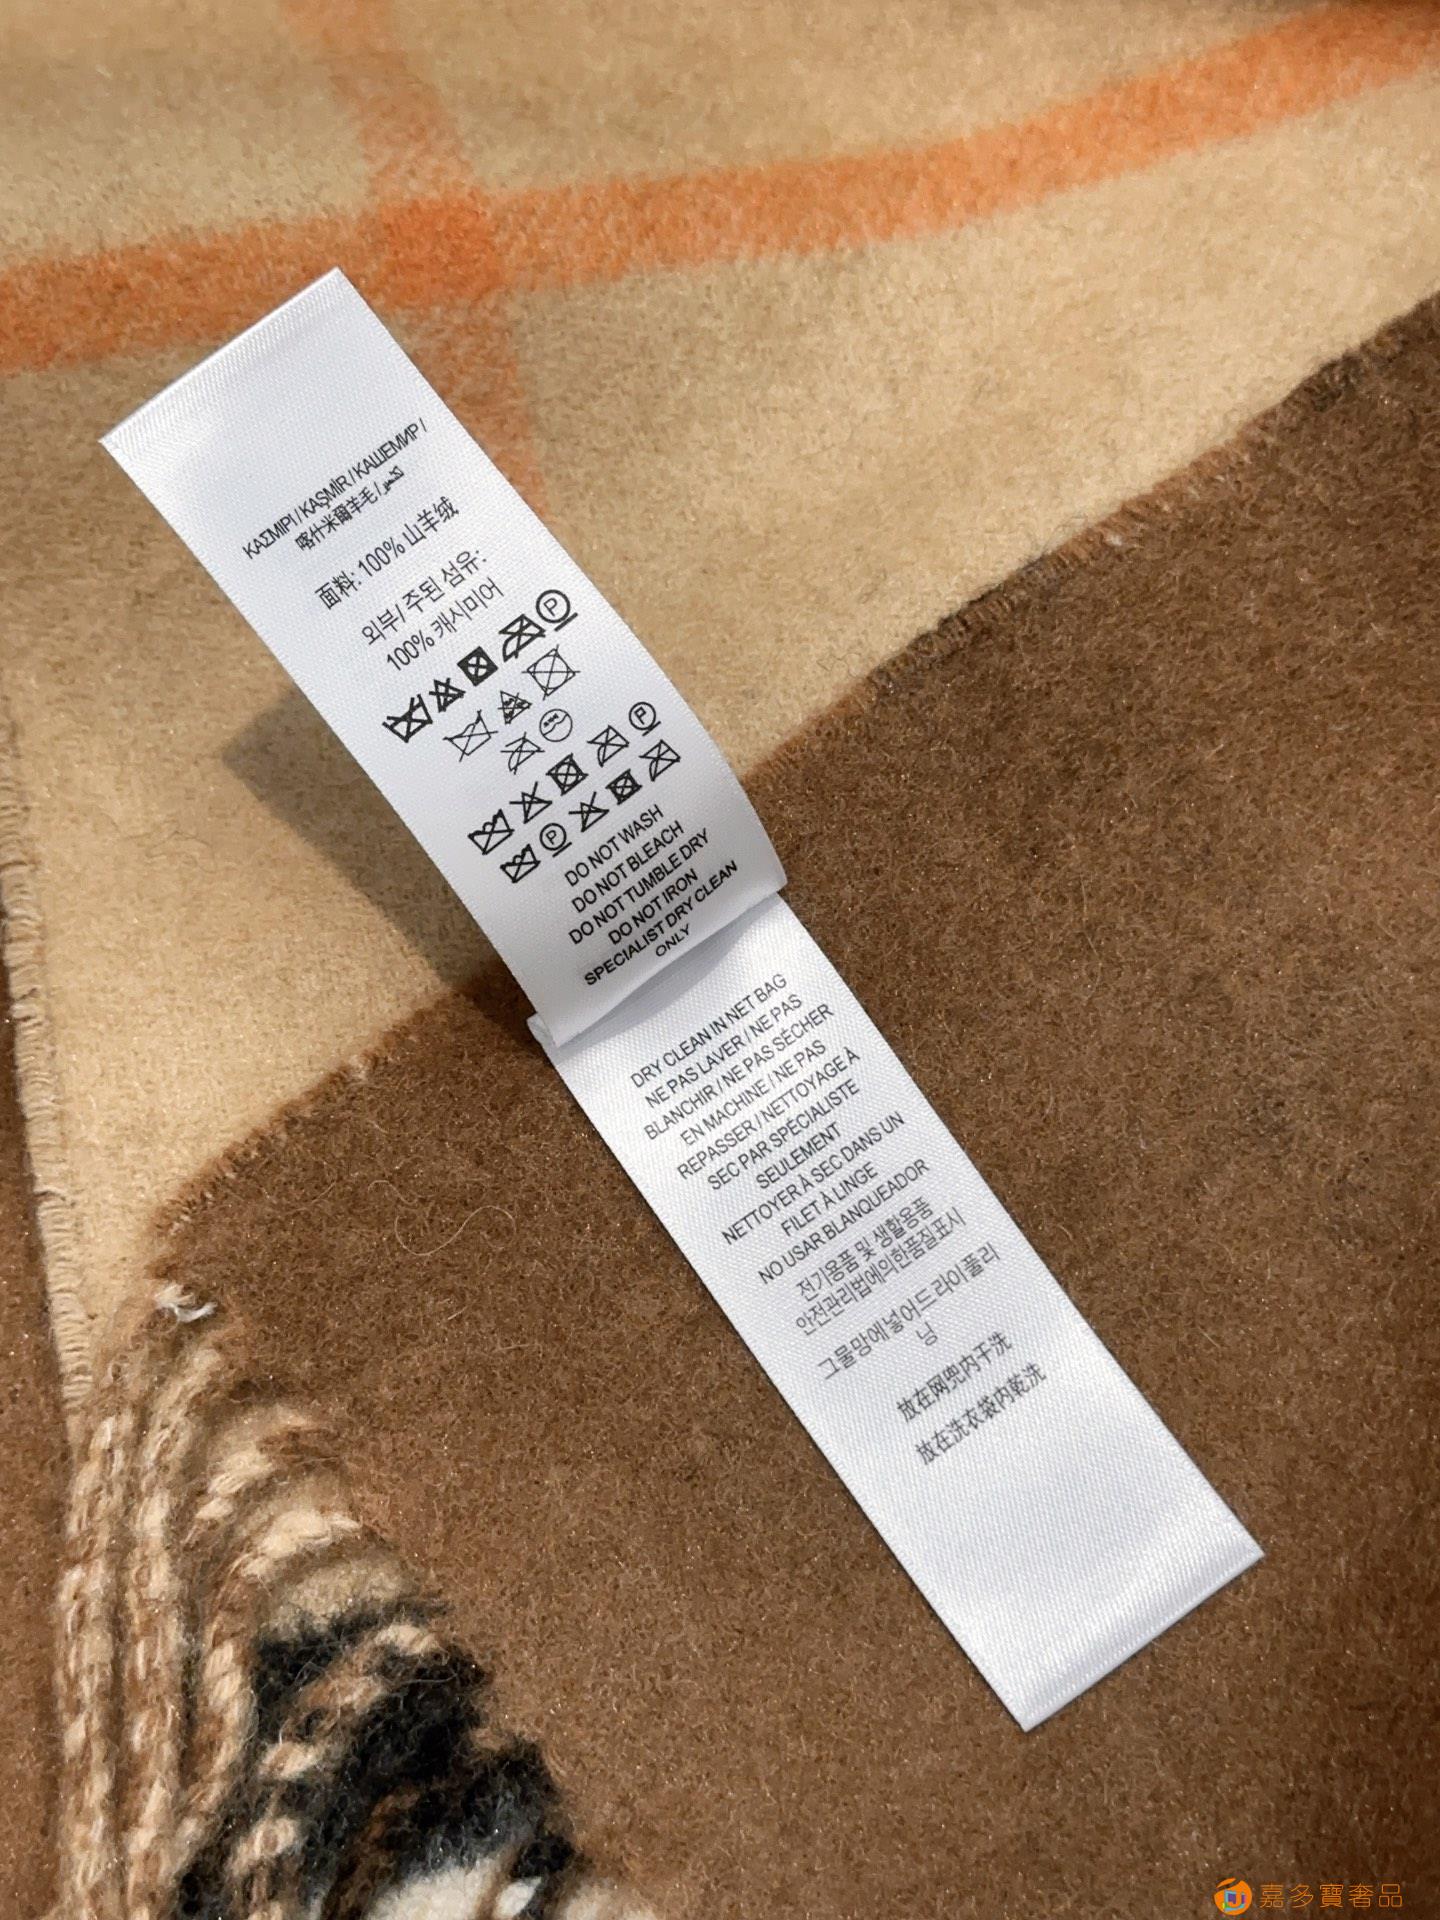 ΚΑΣΜΙΡΙ / KAŞMİR / КАШЕМИР /
喀什米爾羊毛 / كشمير
面料: 100% 山羊绒
외부/ 주된 섬유:
100% 캐시미어
DO NOT WASH
DO NOT BLEACH
DO NOT TUMBLE DRY
DO NOT IRON
SPECIALIST DRY CLEAN
ONLY
DRY CLEAN IN NET BAG
NE PAS LAVER / NE PAS
BLANCHIR / NE PAS SÉCHER
EN MACHINE / NE PAS
REPASSER / NETTOYAGE À
SEC PAR SPÉCIALISTE
SEULEMENT
NETTOYER À SEC DANS UN
FILET À LINGE
NO USAR BLANQUEADOR
전기용품 및 생활용품
안전관리법에의한품질표시
그물망에넣어드라이풀리
닝
放在网兜内干洗
放在洗衣袋内乾洗
嘉多寶奢品